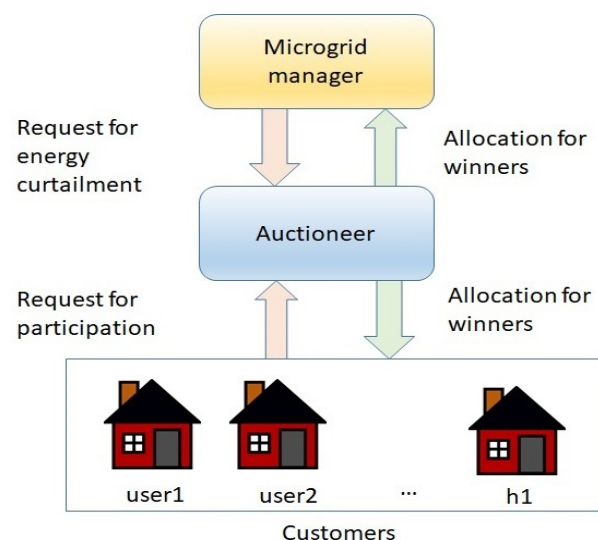 Microgrid
manager
Request for
energy
curtailment
Allocation for
winners
Auctioneer
Request for
participation
Allocation for
winners
user1 user2 ... h1
Customers